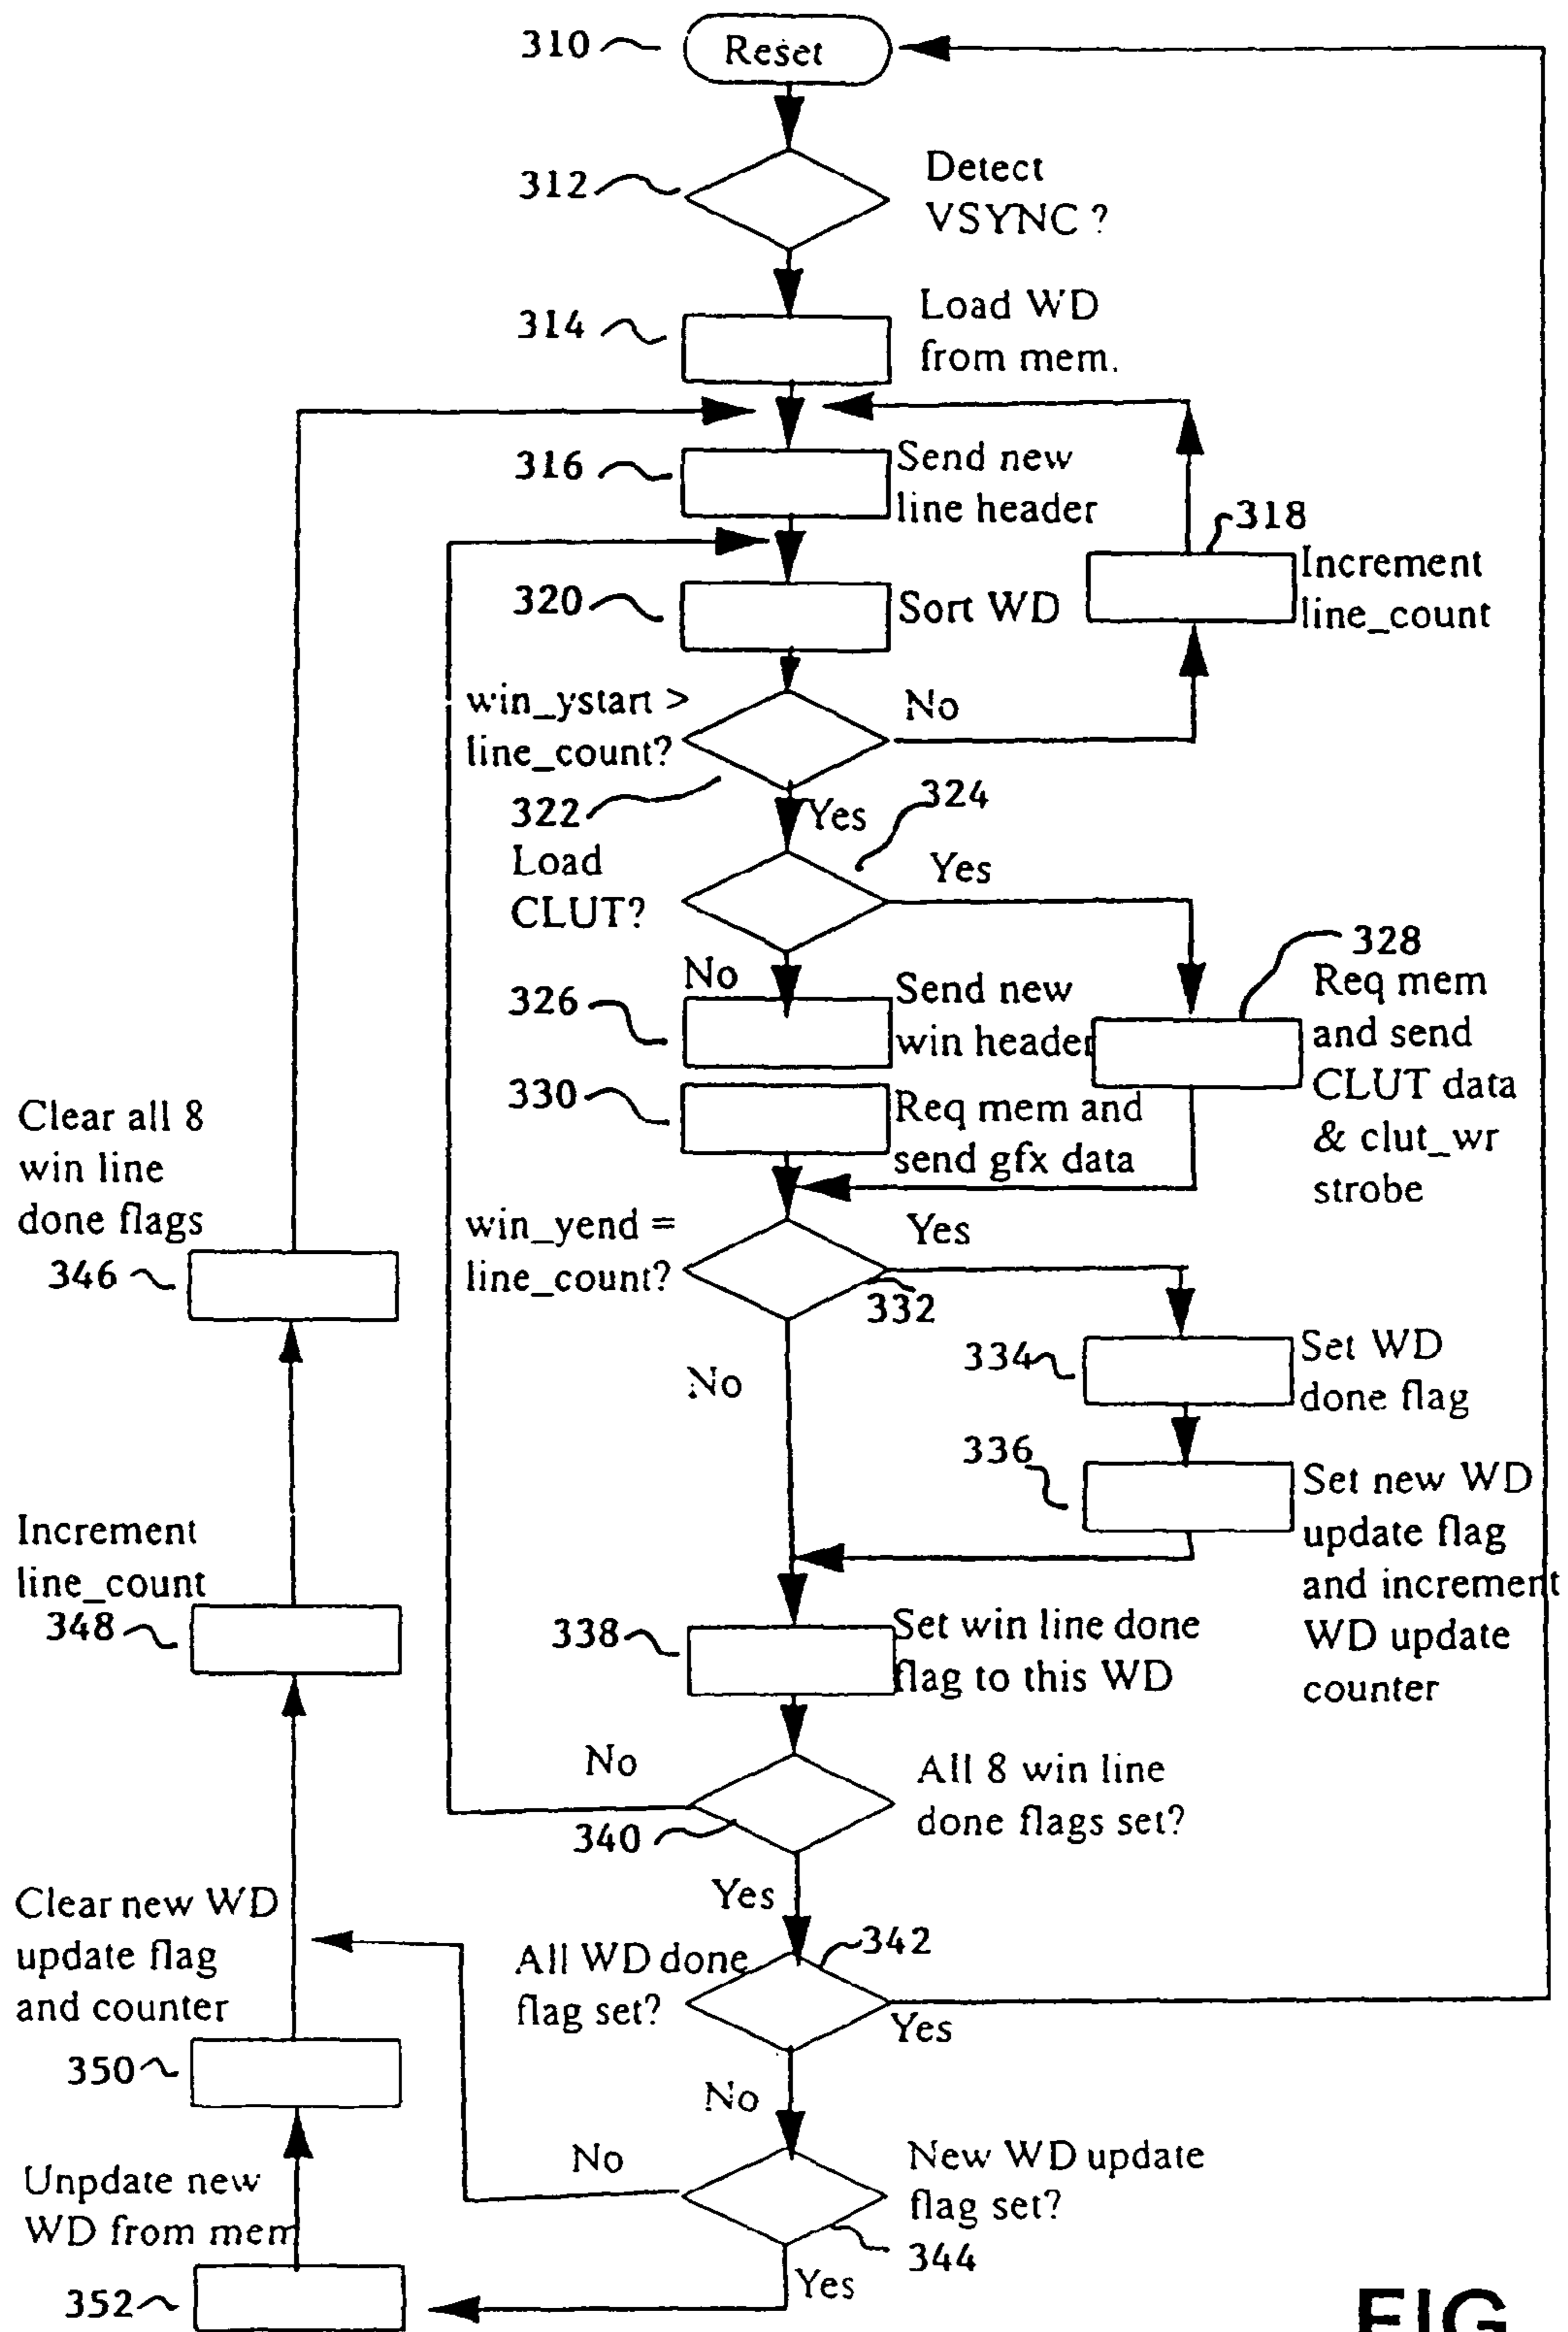 310
Reset
312
Detect
VSYNC ?
314
Load WD
from mem.
316
Send new
line header
318
Increment
line_count
320
Sort WD
win_ystart >
line_count?
No
322
Yes
324
Load
CLUT?
Yes
No
326
Send new
win header
328
Req mem
and send
CLUT data
& clut_wr
strobe
330
Req mem and
send gfx data
Clear all 8
win line
done flags
346
win_yend =
line_count?
Yes
332
No
334
Set WD
done flag
336
Set new WD
update flag
and increment
WD update
counter
Increment
line_count
348
338
Set win line done
flag to this WD
No
340
All 8 win line
done flags set?
Yes
Clear new WD
update flag
and counter
350
All WD done
flag set?
342
Yes
No
No
New WD update
flag set?
344
Yes
Unpdate new
WD from mem
352
FIG